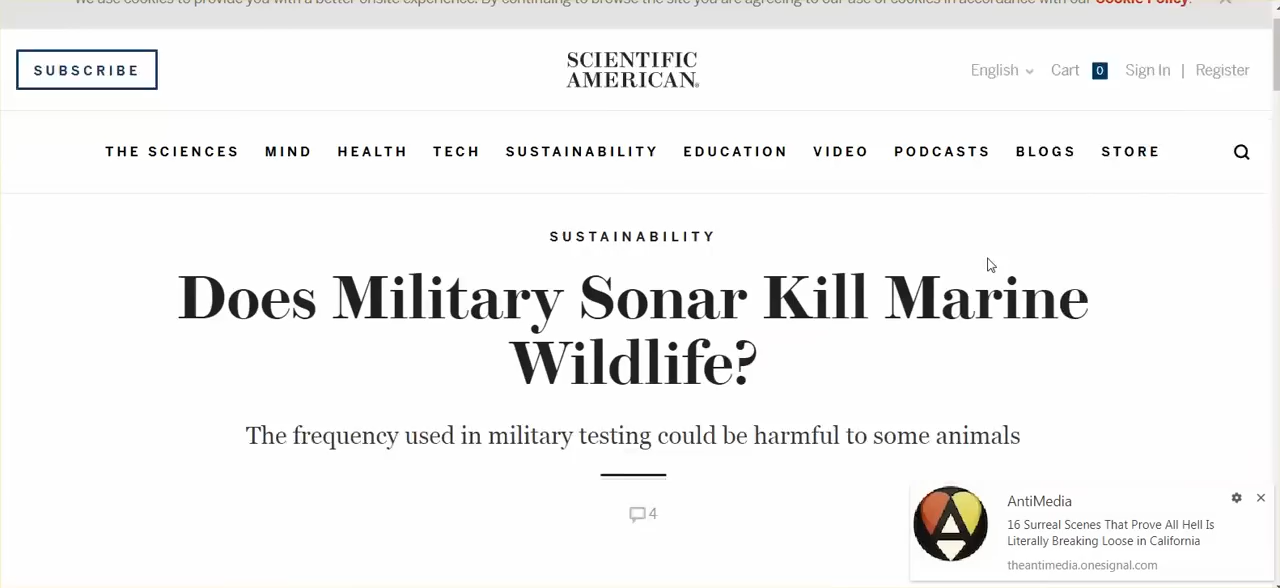 We use cookies to provide you with a better onsite experience. By continuing to browse the site you are agreeing to our use of cookies in accordance with our Cookie Policy.
SUBSCRIBE
SCIENTIFIC
AMERICAN®
English
Cart 0
Sign In | Register
THE SCIENCES MIND HEALTH TECH SUSTAINABILITY EDUCATION VIDEO PODCASTS BLOGS STORE
SUSTAINABILITY
Does Military Sonar Kill Marine
Wildlife?
The frequency used in military testing could be harmful to some animals
4
AntiMedia
16 Surreal Scenes That Prove All Hell Is
Literally Breaking Loose in California
theantimedia.onesignal.com